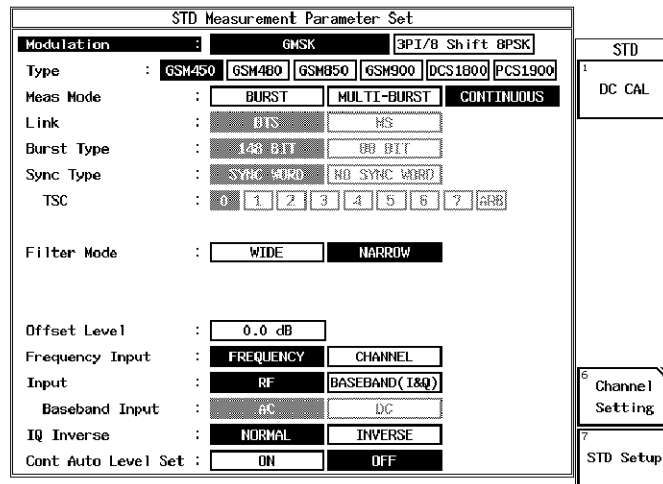 STD Measurement Parameter Set
Modulation : GMSK 3PI/8 Shift 8PSK
Type : GSM450 GSM480 GSM850 GSM900 DCS1800 PCS1900
Meas Mode : BURST MULTI-BURST CONTINUOUS
Link : BTS MS
Burst Type : 148 BIT 88 BIT
Sync Type : SYNC WORD NO SYNC WORD
TSC : 0 1 2 3 4 5 6 7 ARB
Filter Mode : WIDE NARROW
Offset Level : 0.0 dB
Frequency Input : FREQUENCY CHANNEL
Input : RF BASEBAND(I&Q)
Baseband Input : AC DC
IQ Inverse : NORMAL INVERSE
Cont Auto Level Set : ON OFF
STD
1
DC CAL
6
Channel
Setting
7
STD Setup